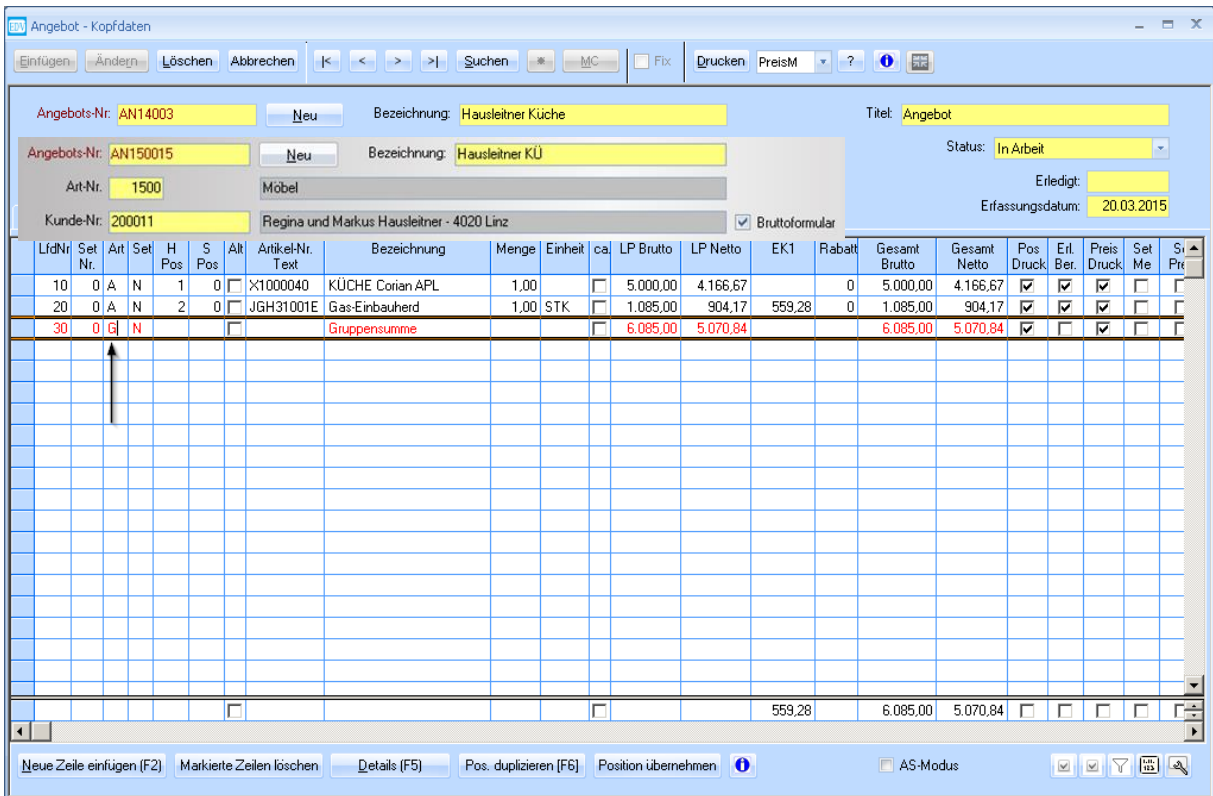 EDV Angebot - Kopfdaten
Einfügen Ändern Löschen Abbrechen |< < > >| Suchen * MC Fix Drucken PreisM ? i
Angebots-Nr: AN14003 Neu Bezeichnung: Hausleitner Küche Titel: Angebot
Angebots-Nr: AN150015 Neu Bezeichnung: Hausleitner KÜ Status: In Arbeit
Art-Nr. 1500 Möbel Erledigt:
Kunde-Nr: 200011 Regina und Markus Hausleitner - 4020 Linz Bruttoformular Erfassungsdatum: 20.03.2015
LfdNr Set Nr. Art Set H Pos S Pos Alt Artikel-Nr. Text Bezeichnung Menge Einheit ca. LP Brutto LP Netto EK1 Rabatt Gesamt Brutto Gesamt Netto Pos Druck Erl. Ber. Preis Druck Set Me
10 0 A N 1 0 X1000040 KÜCHE Corian APL 1,00 5.000,00 4.166,67 0 5.000,00 4.166,67
20 0 A N 2 0 JGH31001E Gas-Einbauherd 1,00 STK 1.085,00 904,17 559,28 0 1.085,00 904,17
30 0 G N Gruppensumme 6.085,00 5.070,84 6.085,00 5.070,84
559,28 6.085,00 5.070,84
Neue Zeile einfügen (F2) Markierte Zeilen löschen Details (F5) Pos. duplizieren [F6] Position übernehmen i AS-Modus